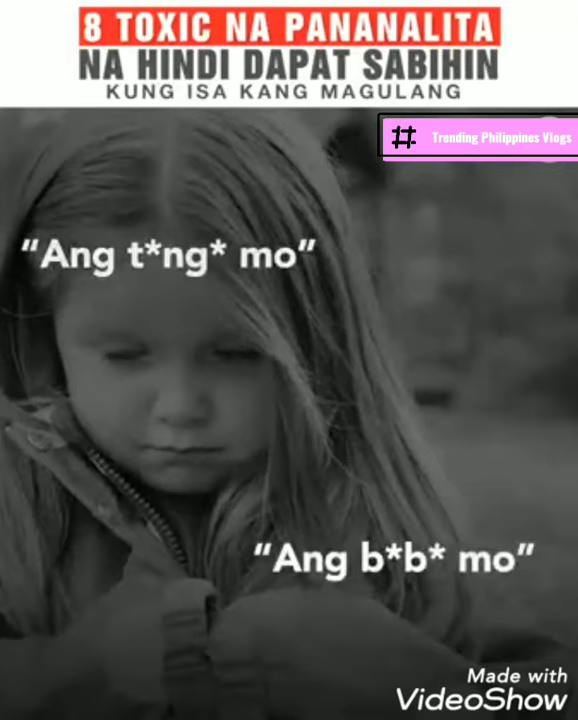 8 TOXIC NA PANANALITA
NA HINDI DAPAT SABIHIN
KUNG ISA KANG MAGULANG
# Trending Philippines Vlogs
"Ang t*ng* mo"
"Ang b*b* mo"
Made with
VideoShow